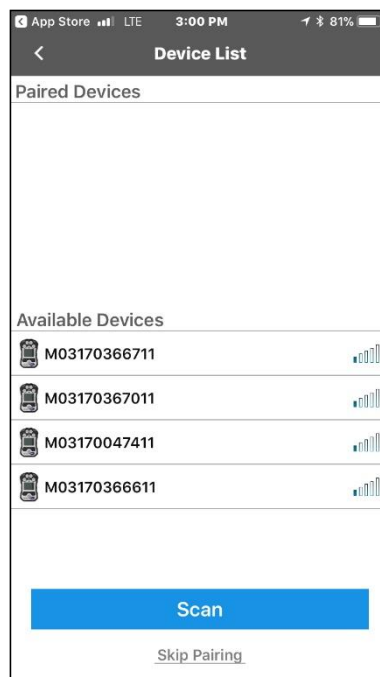 App Store LTE 3:00 PM 81%
Device List
Paired Devices
Available Devices
M03170366711
M03170367011
M03170047411
M03170366611
Scan
Skip Pairing